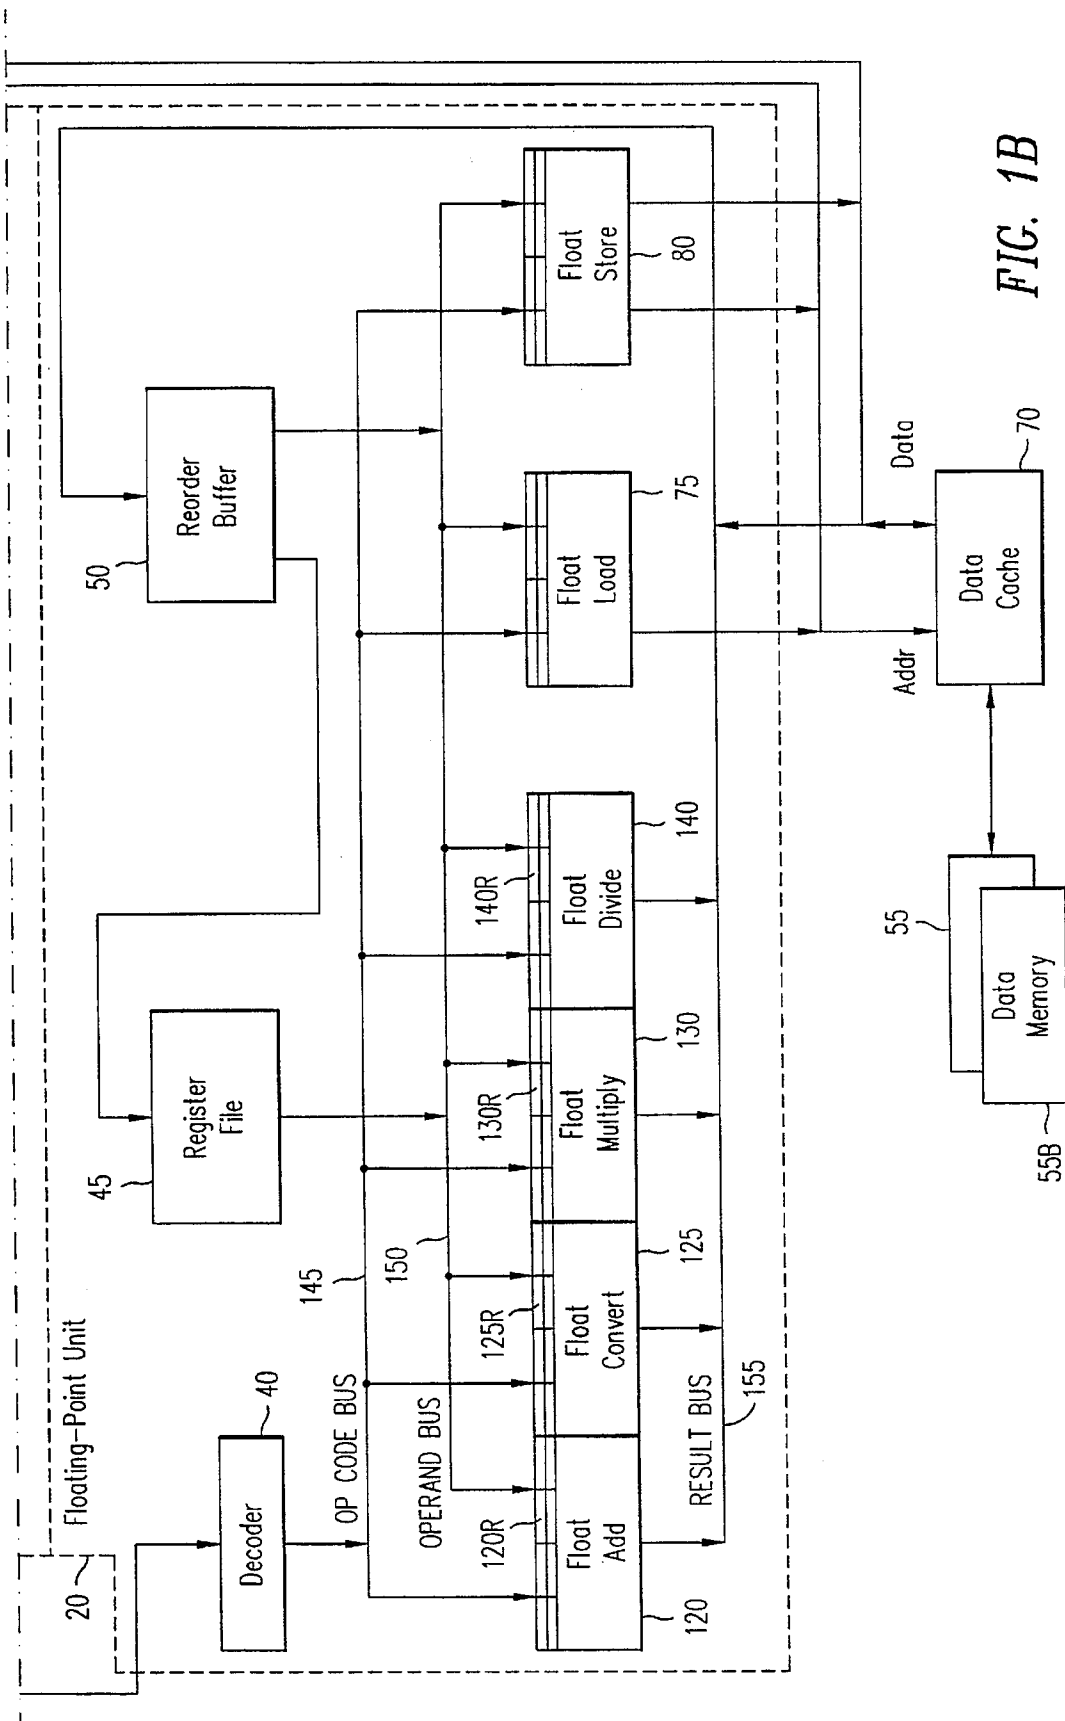 20
Floating-Point Unit
Decoder
40
45
Register
File
50
Reorder
Buffer
OP CODE BUS
145
OPERAND BUS
150
120R
125R
130R
140R
Float
Add
120
Float
Convert
125
Float
Multiply
130
Float
Divide
140
Float
Load
75
Float
Store
80
RESULT BUS
155
Addr
Data
55
Data
Memory
55B
Data
Cache
70
FIG. 1B